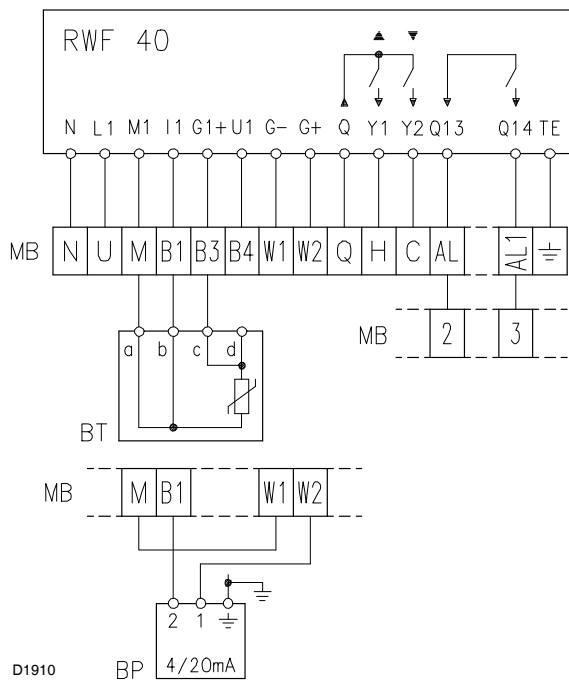 RWF 40
N L1 M1 I1 G1+ U1 G- G+ Q Y1 Y2 Q13 Q14 TE
MB N U M B1 B3 B4 W1 W2 Q H C AL AL1
MB 2 3
a b c d
BT
MB M B1 W1 W2
2 1
D1910 BP 4/20mA